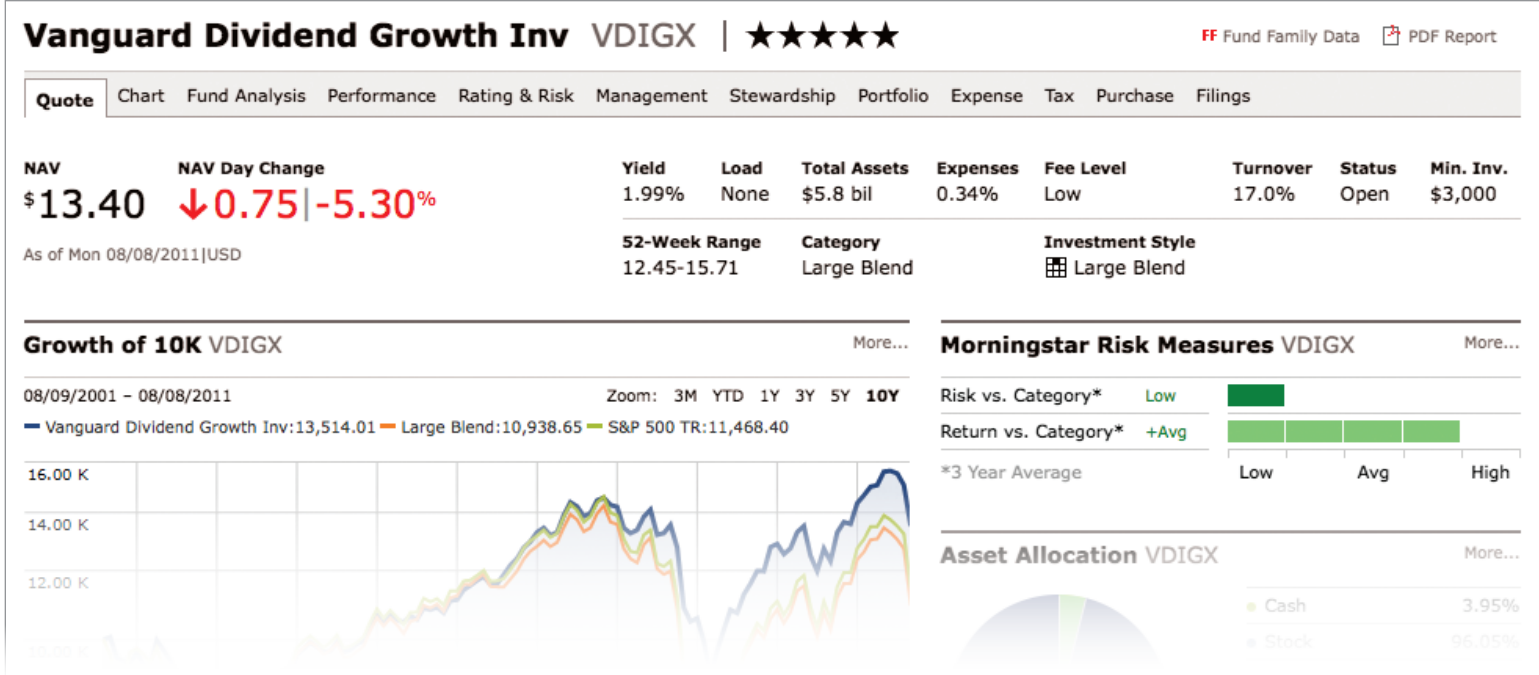 Vanguard Dividend Growth Inv VDIGX | ★★★★★ FF Fund Family Data PDF Report
Quote Chart Fund Analysis Performance Rating & Risk Management Stewardship Portfolio Expense Tax Purchase Filings
NAV NAV Day Change Yield Load Total Assets Expenses Fee Level Turnover Status Min. Inv.
$13.40 ↓0.75|-5.30% 1.99% None $5.8 bil 0.34% Low 17.0% Open $3,000
52-Week Range Category Investment Style
As of Mon 08/08/2011|USD 12.45-15.71 Large Blend Large Blend
Growth of 10K VDIGX More...
08/09/2001 – 08/08/2011 Zoom: 3M YTD 1Y 3Y 5Y 10Y
Vanguard Dividend Growth Inv:13,514.01 Large Blend:10,938.65 S&P 500 TR:11,468.40
16.00 K
14.00 K
12.00 K
Morningstar Risk Measures VDIGX More...
Risk vs. Category* Low
Return vs. Category* +Avg
*3 Year Average Low Avg High
Asset Allocation VDIGX More...
Cash 3.95%
Stock 96.05%